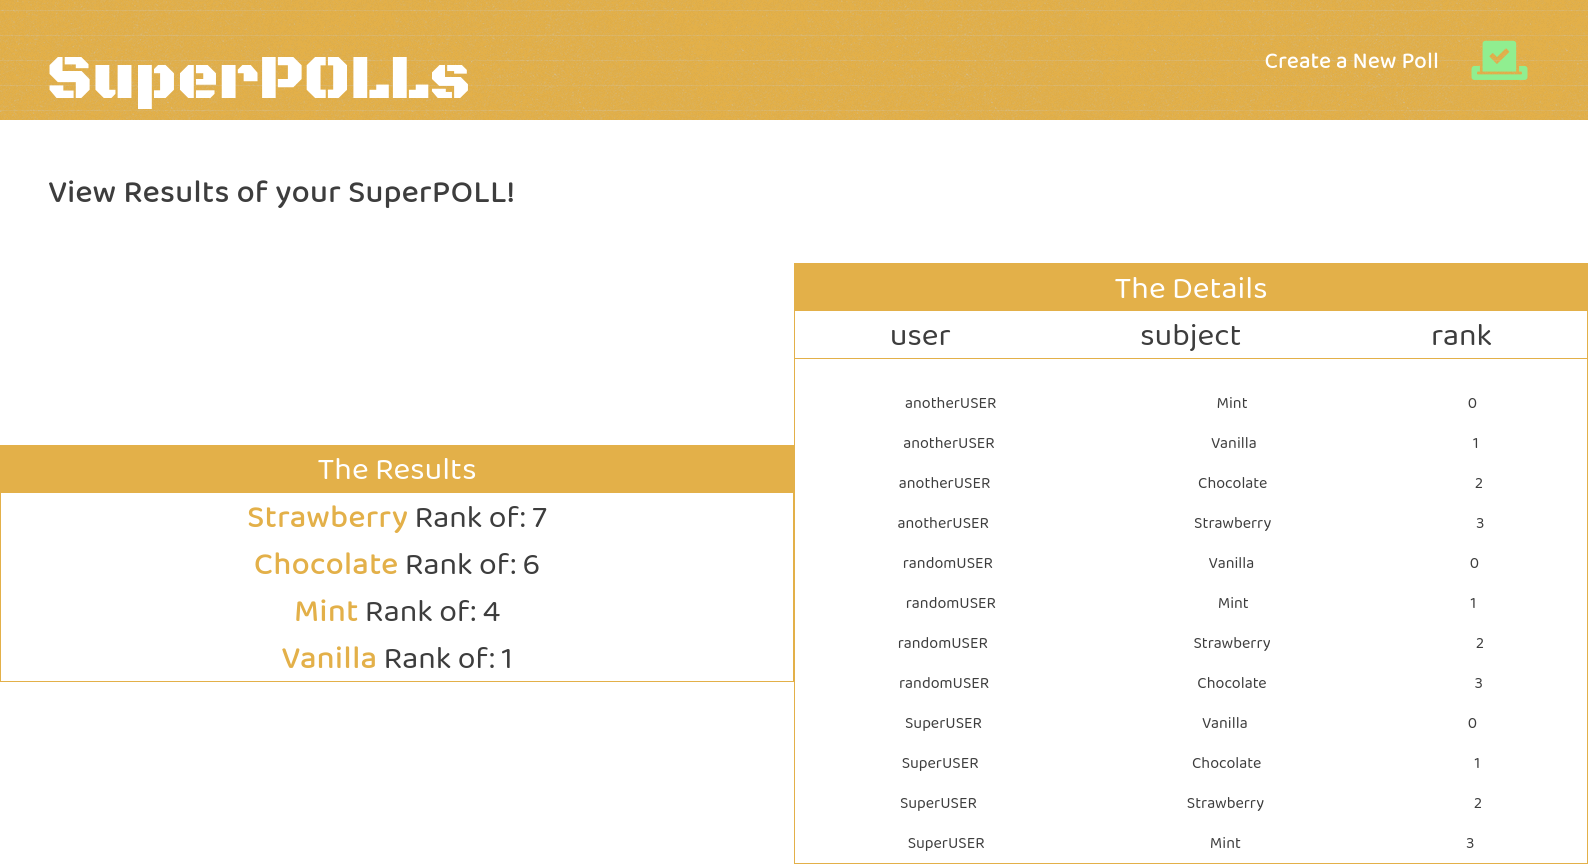 SuperPOLLs
Create a New Poll
View Results of your SuperPOLL!
The Results
Strawberry Rank of: 7
Chocolate Rank of: 6
Mint Rank of: 4
Vanilla Rank of: 1
The Details
user subject rank
anotherUSER Mint 0
anotherUSER Vanilla 1
anotherUSER Chocolate 2
anotherUSER Strawberry 3
randomUSER Vanilla 0
randomUSER Mint 1
randomUSER Strawberry 2
randomUSER Chocolate 3
SuperUSER Vanilla 0
SuperUSER Chocolate 1
SuperUSER Strawberry 2
SuperUSER Mint 3